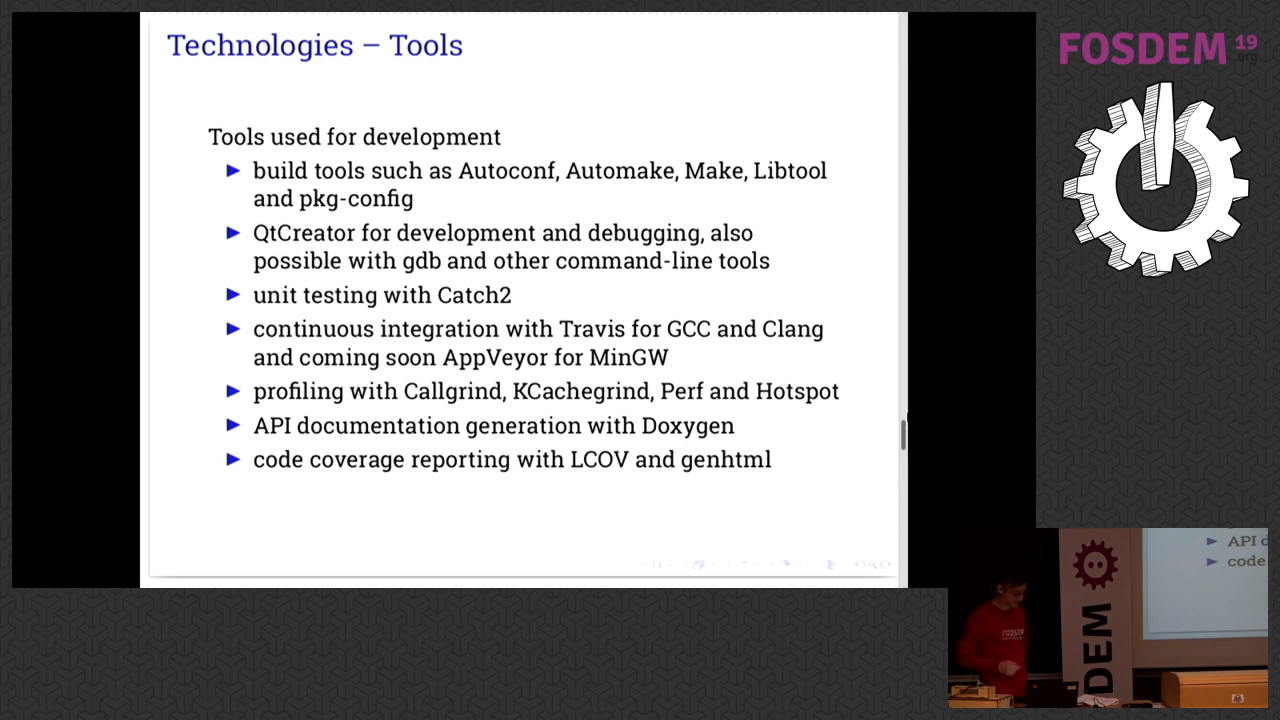 Technologies – Tools
Tools used for development
build tools such as Autoconf, Automake, Make, Libtool
and pkg-config
QtCreator for development and debugging, also
possible with gdb and other command-line tools
unit testing with Catch2
continuous integration with Travis for GCC and Clang
and coming soon AppVeyor for MinGW
profiling with Callgrind, KCachegrind, Perf and Hotspot
API documentation generation with Doxygen
code coverage reporting with LCOV and genhtml
FOSDEM 19
.org
API d
code
FOSDEM
DEM